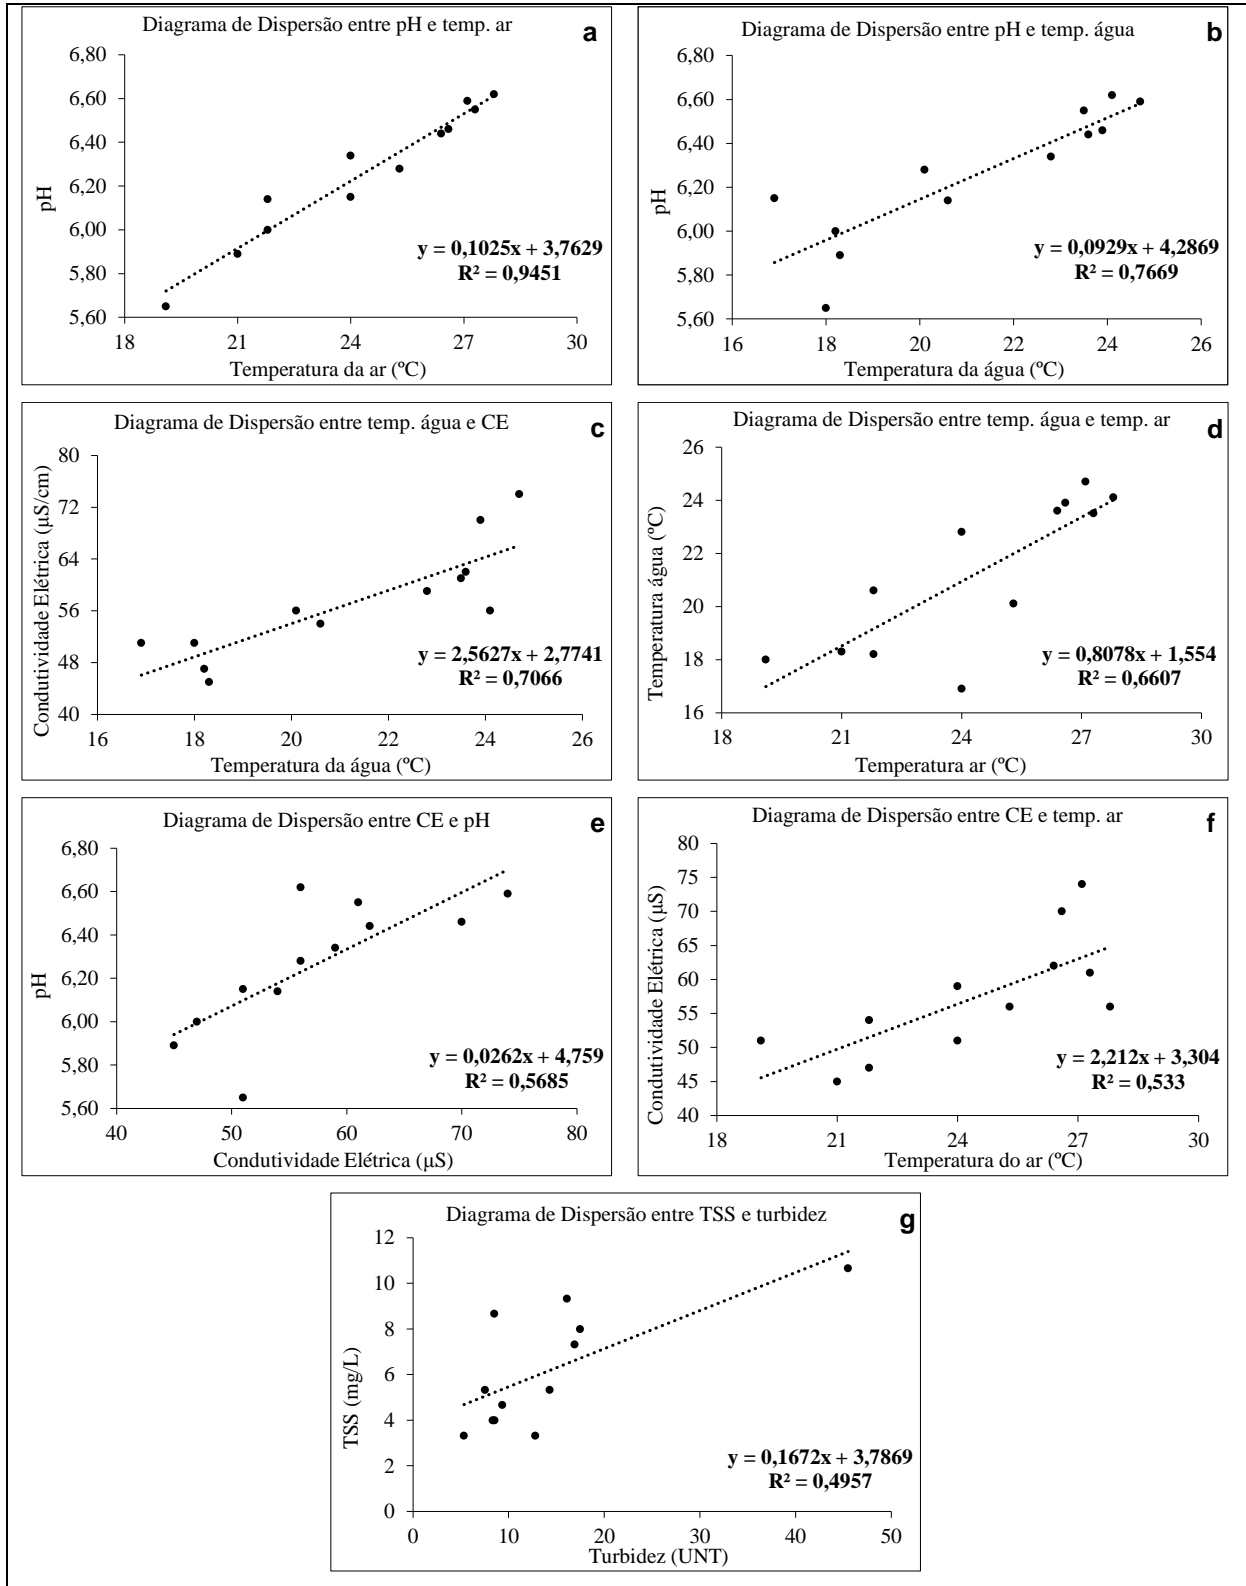 Diagrama de Dispersão entre pH e temp. ar
a
6,80
6,60
6,40
6,20
6,00
5,80
5,60
pH
18 21 24 27 30
Temperatura da ar (ºC)
y = 0,1025x + 3,7629
R² = 0,9451
Diagrama de Dispersão entre pH e temp. água
b
6,80
6,60
6,40
6,20
6,00
5,80
5,60
pH
16 18 20 22 24 26
Temperatura da água (ºC)
y = 0,0929x + 4,2869
R² = 0,7669
Diagrama de Dispersão entre temp. água e CE
c
80
72
64
56
48
40
Condutividade Elétrica (µS/cm)
16 18 20 22 24 26
Temperatura da água (ºC)
y = 2,5627x + 2,7741
R² = 0,7066
Diagrama de Dispersão entre temp. água e temp. ar
d
26
24
22
20
18
16
Temperatura água (ºC)
18 21 24 27 30
Temperatura ar (ºC)
y = 0,8078x + 1,554
R² = 0,6607
Diagrama de Dispersão entre CE e pH
e
6,80
6,60
6,40
6,20
6,00
5,80
5,60
pH
40 50 60 70 80
Condutividade Elétrica (µS)
y = 0,0262x + 4,759
R² = 0,5685
Diagrama de Dispersão entre CE e temp. ar
f
80
75
70
65
60
55
50
45
40
Condutividade Elétrica (µS)
18 21 24 27 30
Temperatura do ar (ºC)
y = 2,212x + 3,304
R² = 0,533
Diagrama de Dispersão entre TSS e turbidez
g
12
10
8
6
4
2
0
TSS (mg/L)
0 10 20 30 40 50
Turbidez (UNT)
y = 0,1672x + 3,7869
R² = 0,4957